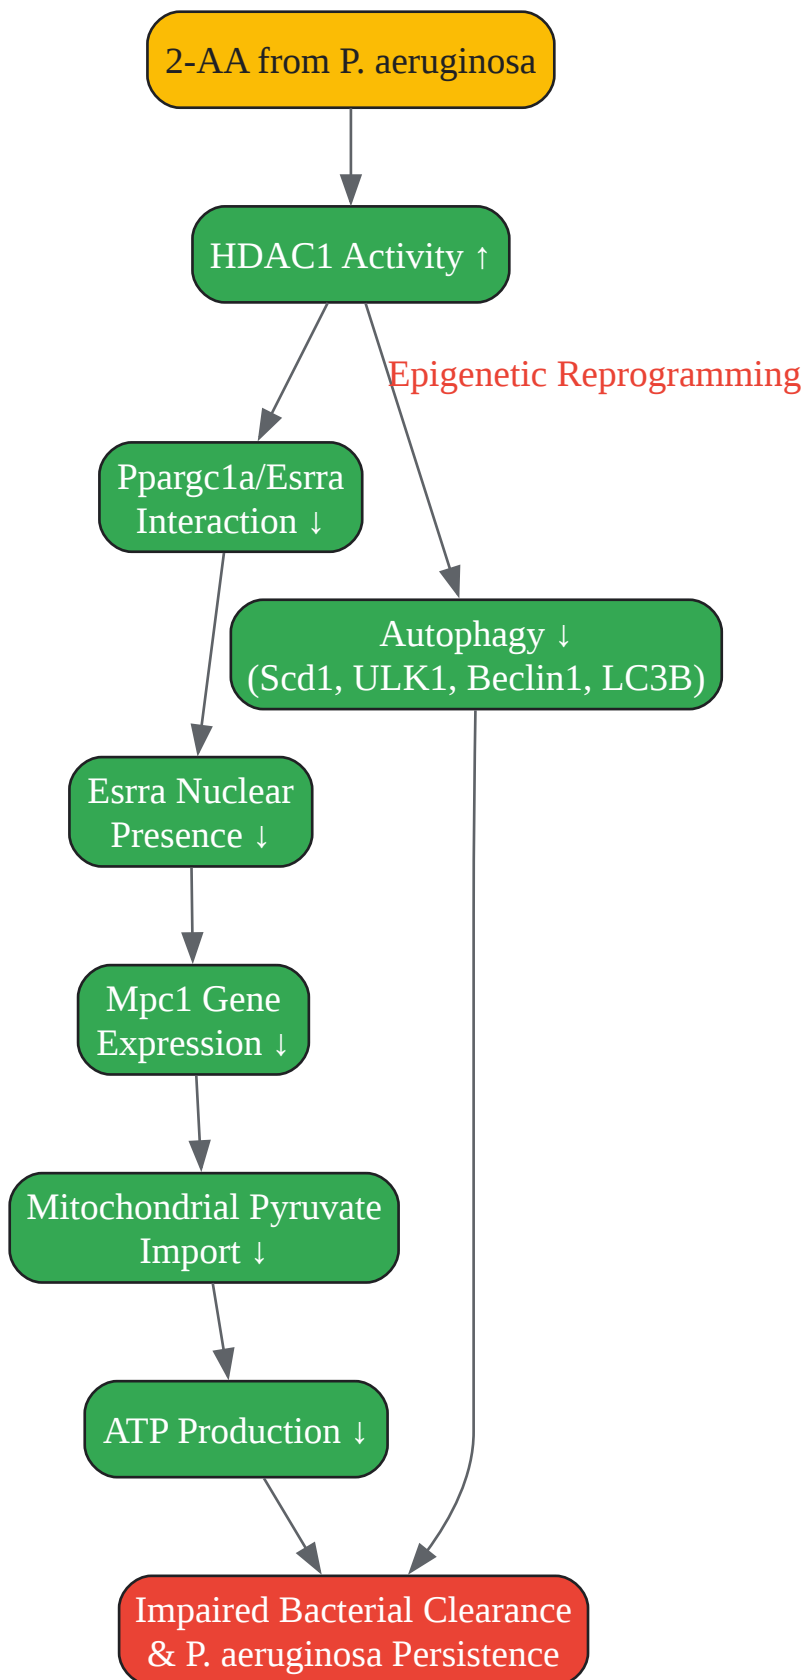 2-AA from P. aeruginosa
HDAC1 Activity ↑
Epigenetic Reprogramming
Ppargc1a/Esrra
Interaction ↓
Autophagy ↓
(Scd1, ULK1, Beclin1, LC3B)
Esrra Nuclear
Presence ↓
Mpc1 Gene
Expression ↓
Mitochondrial Pyruvate
Import ↓
ATP Production ↓
Impaired Bacterial Clearance
& P. aeruginosa Persistence